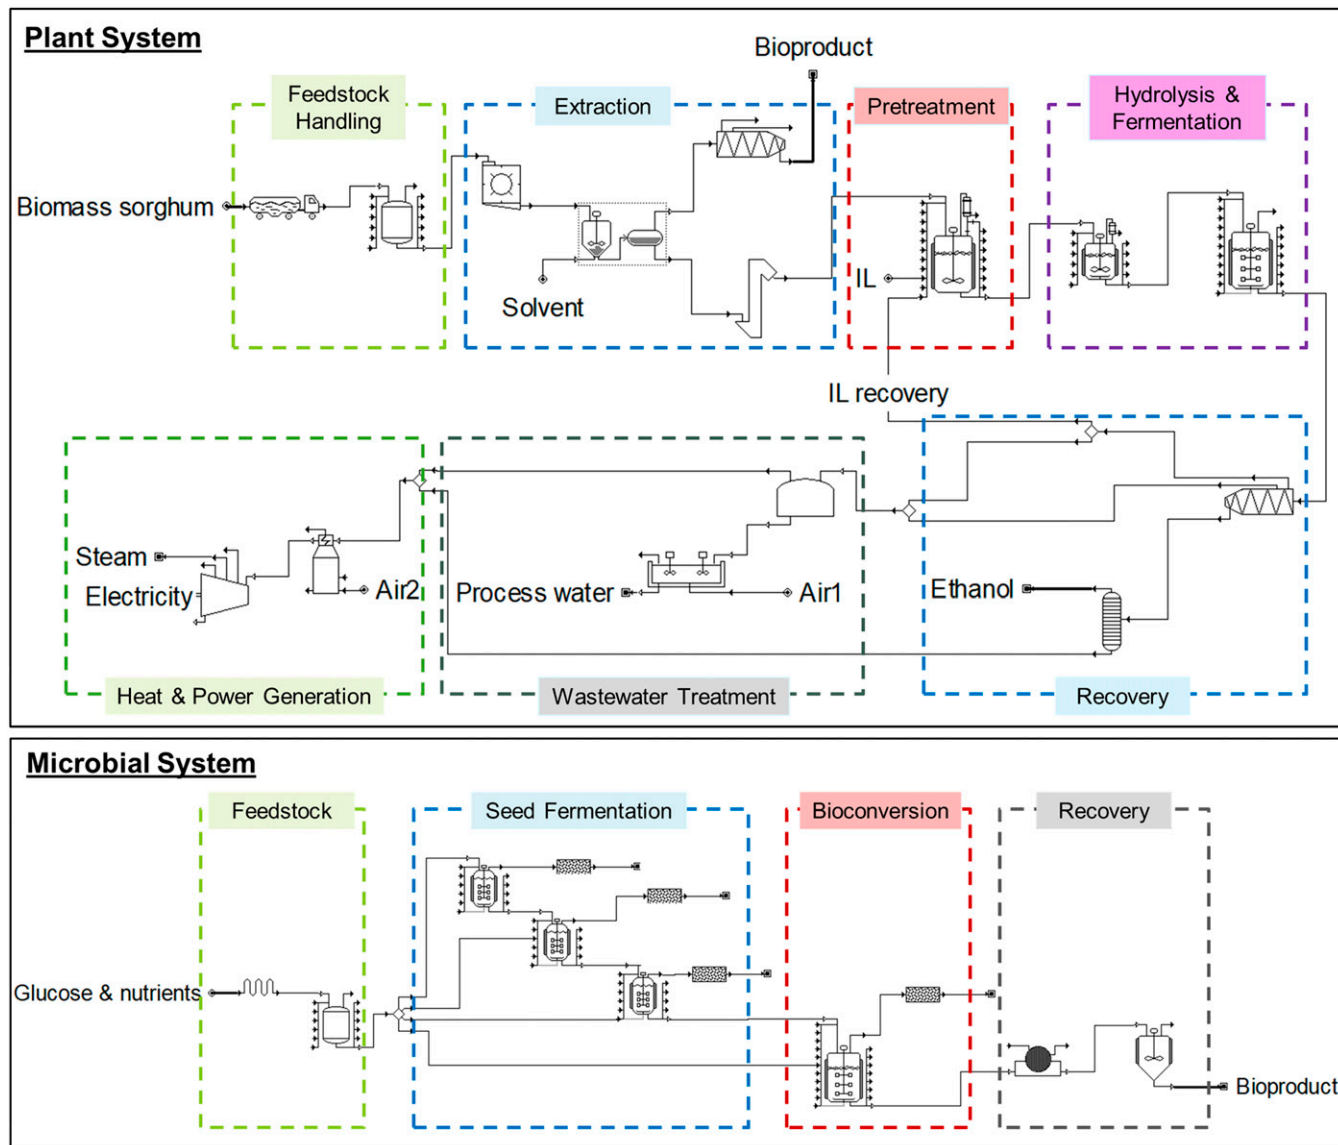 Plant System
Bioproduct
Feedstock
Handling
Extraction
Pretreatment
Hydrolysis &
Fermentation
Biomass sorghum
Solvent
IL
IL recovery
Steam
Electricity
Air2
Process water
Air1
Ethanol
Heat & Power Generation
Wastewater Treatment
Recovery
Microbial System
Feedstock
Seed Fermentation
Bioconversion
Recovery
Glucose & nutrients
Bioproduct